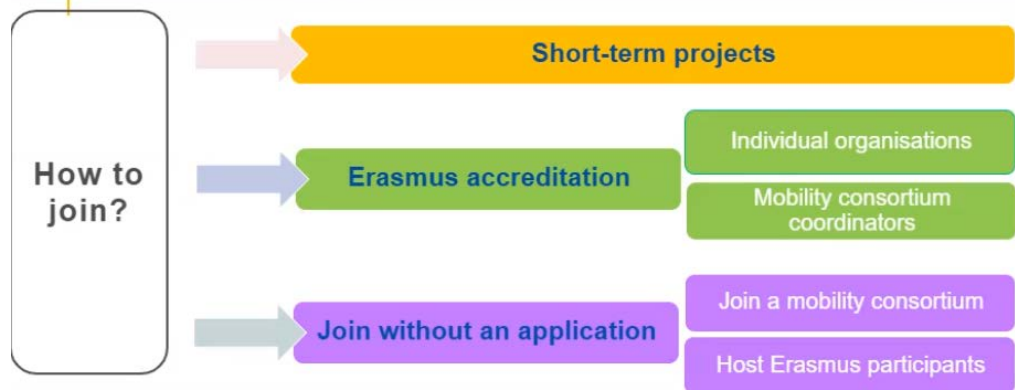 How to
join?
Short-term projects
Erasmus accreditation
Individual organisations
Mobility consortium
coordinators
Join without an application
Join a mobility consortium
Host Erasmus participants